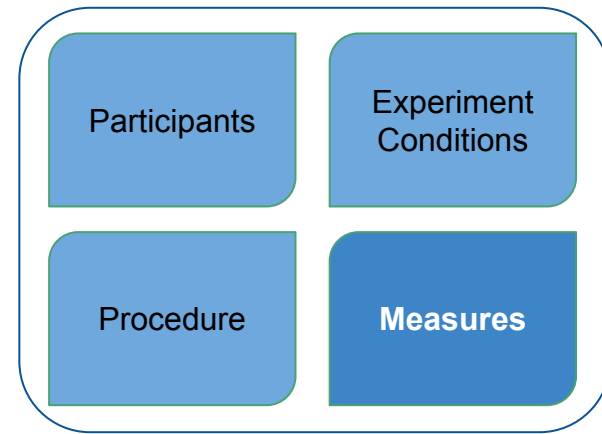 Participants
Experiment
Conditions
Procedure
Measures